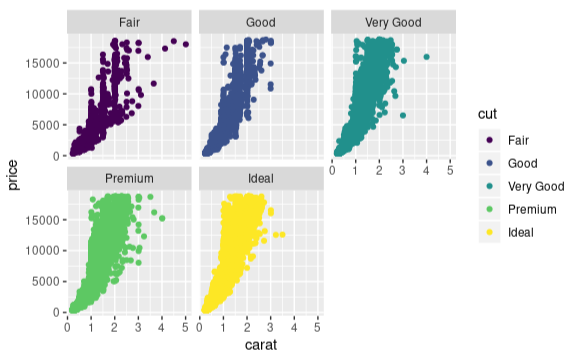 Fair
Good
Very Good
15000
10000
5000
0
0 1 2 3 4 5
Premium
Ideal
15000
10000
5000
0
0 1 2 3 4 5
0 1 2 3 4 5
price
carat
cut
Fair
Good
Very Good
Premium
Ideal